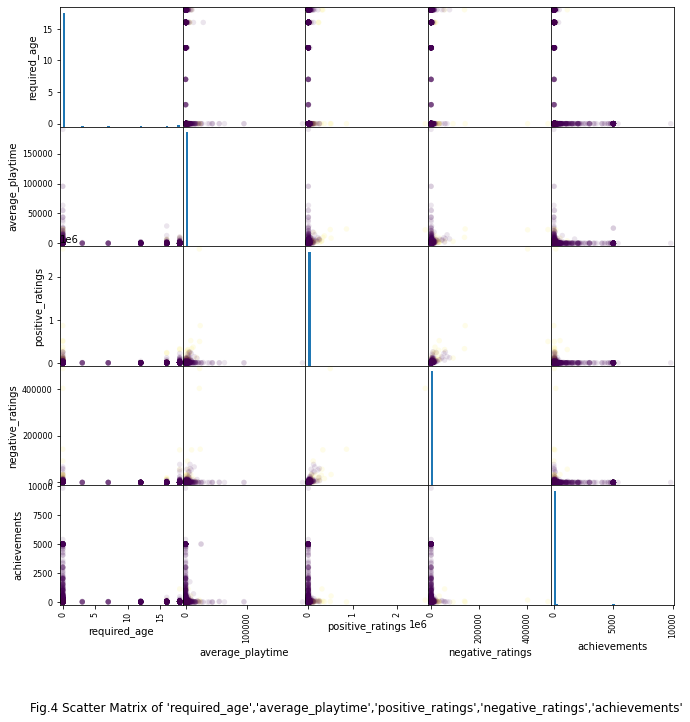 required_age
15
10
5
0
average_playtime
150000
100000
50000
0
1e6
positive_ratings
2
1
0
negative_ratings
400000
200000
0
achievements
10000
7500
5000
2500
0
0 5 10 15 0 100000 0 1 2 0 200000 400000 0 5000 10000
required_age average_playtime positive_ratings 1e6 negative_ratings achievements
Fig.4 Scatter Matrix of 'required_age','average_playtime','positive_ratings','negative_ratings','achievements'